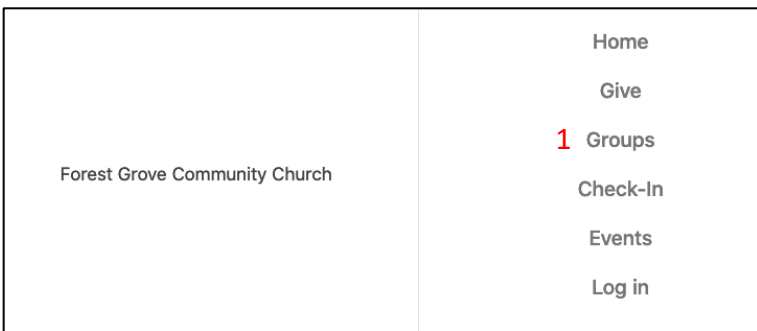 Forest Grove Community Church
Home
Give
1 Groups
Check-In
Events
Log in